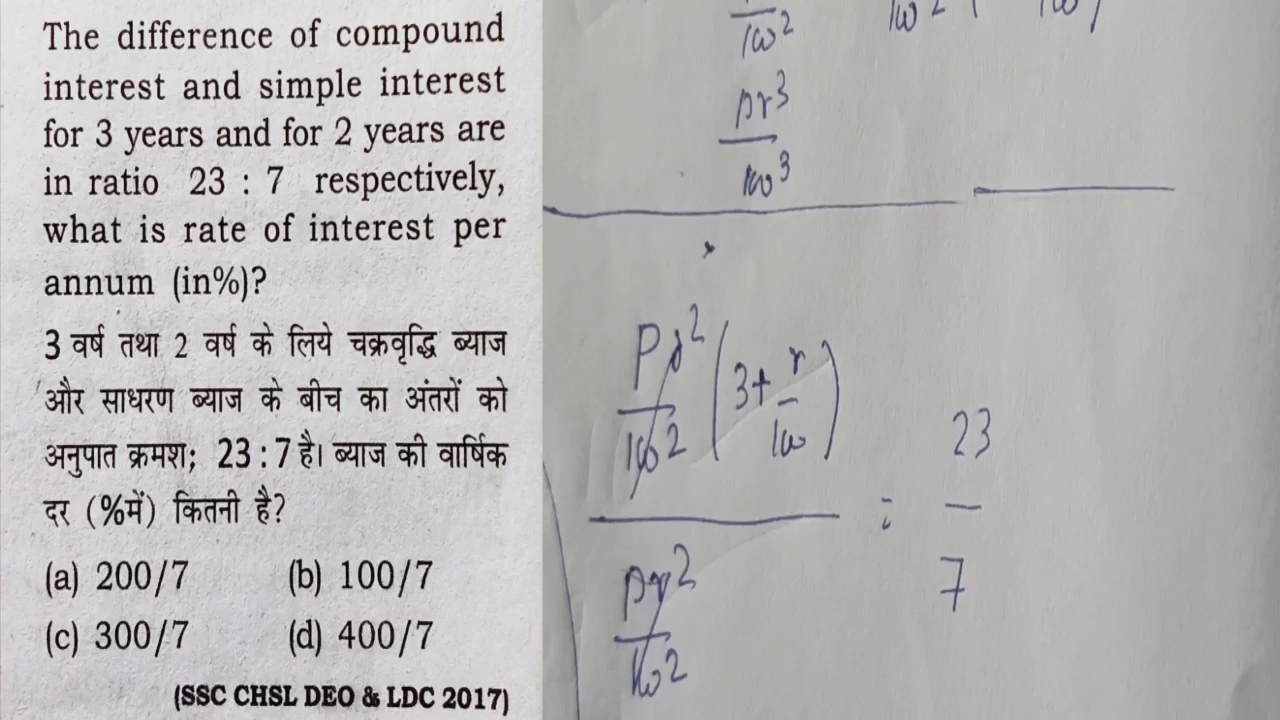 The difference of compound
interest and simple interest
for 3 years and for 2 years are
in ratio 23 : 7 respectively,
what is rate of interest per
annum (in%)?
3 वर्ष तथा 2 वर्ष के लिये चक्रवृद्धि ब्याज
और साधरण ब्याज के बीच का अंतरों को
अनुपात क्रमश; 23 : 7 है। ब्याज की वार्षिक
दर (%में) कितनी है?
(a) 200/7 (b) 100/7
(c) 300/7 (d) 400/7
(SSC CHSL DEO & LDC 2017)
100²
pr³
100³
Pr²
100²
(3+ r/100)
pr²
100²
=
23
7